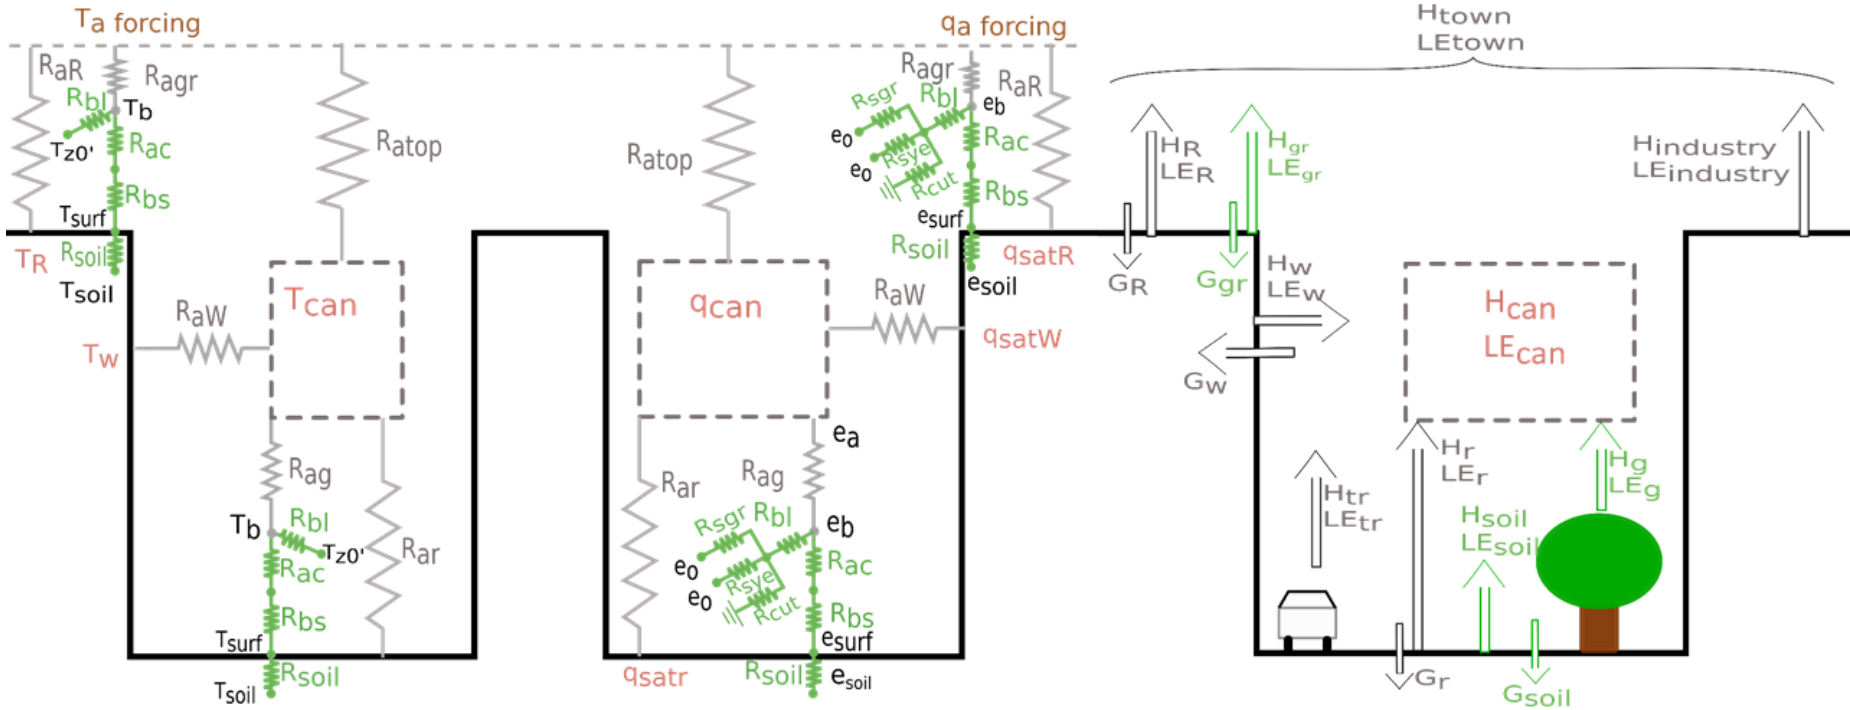 Ta forcing
RaR
Ragr
Rbl
Tb
Tz0'
Rac
Rbs
Tsurf
TR
Rsoil
Tsoil
Ratop
Tcan
RaW
Tw
Rag
Tb
Rbl
Tz0'
Rac
Rar
Rbs
Tsurf
Rsoil
Tsoil
qa forcing
Ragr
RaR
Rsgr
Rbl
eb
eo
Rac
Rsye
eo
Rcut
Rbs
esurf
Rsoil
qsatR
esoil
Ratop
qcan
RaW
qsatW
ea
Rar
Rag
Rsgr
Rbl
eb
eo
Rac
Rsye
eo
Rcut
Rbs
esurf
qsatr
Rsoil
esoil
Htown
LEtown
HR
LER
Hgr
LEgr
Hindustry
LEindustry
GR
Ggr
Hw
LEw
Gw
Hcan
LEcan
Htr
LEtr
Hr
LEr
Hg
LEg
Hsoil
LEsoil
Gr
Gsoil